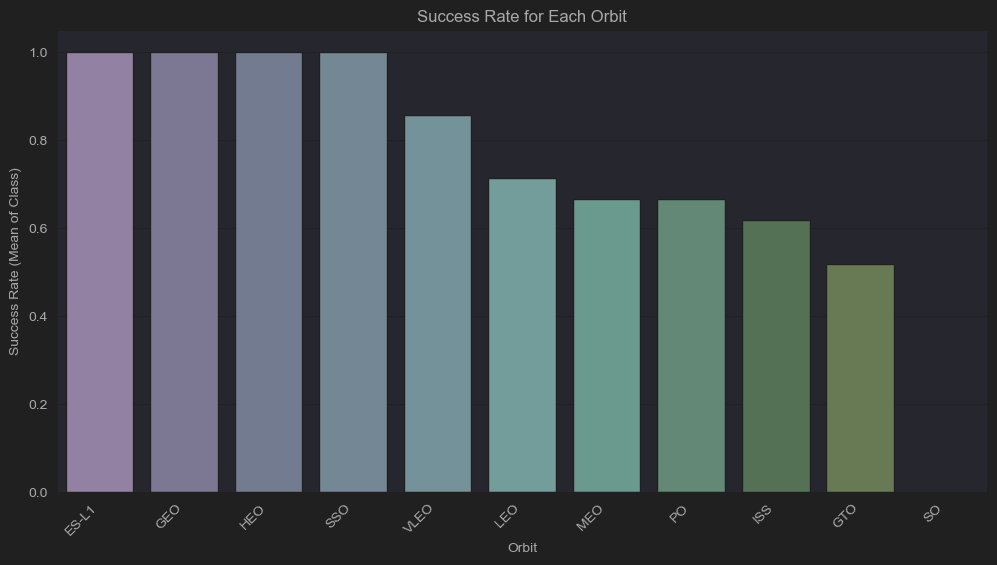 Success Rate for Each Orbit
Success Rate (Mean of Class)
1.0
0.8
0.6
0.4
0.2
0.0
ES-L1
GEO
HEO
SSO
VLEO
LEO
MEO
PO
ISS
GTO
SO
Orbit